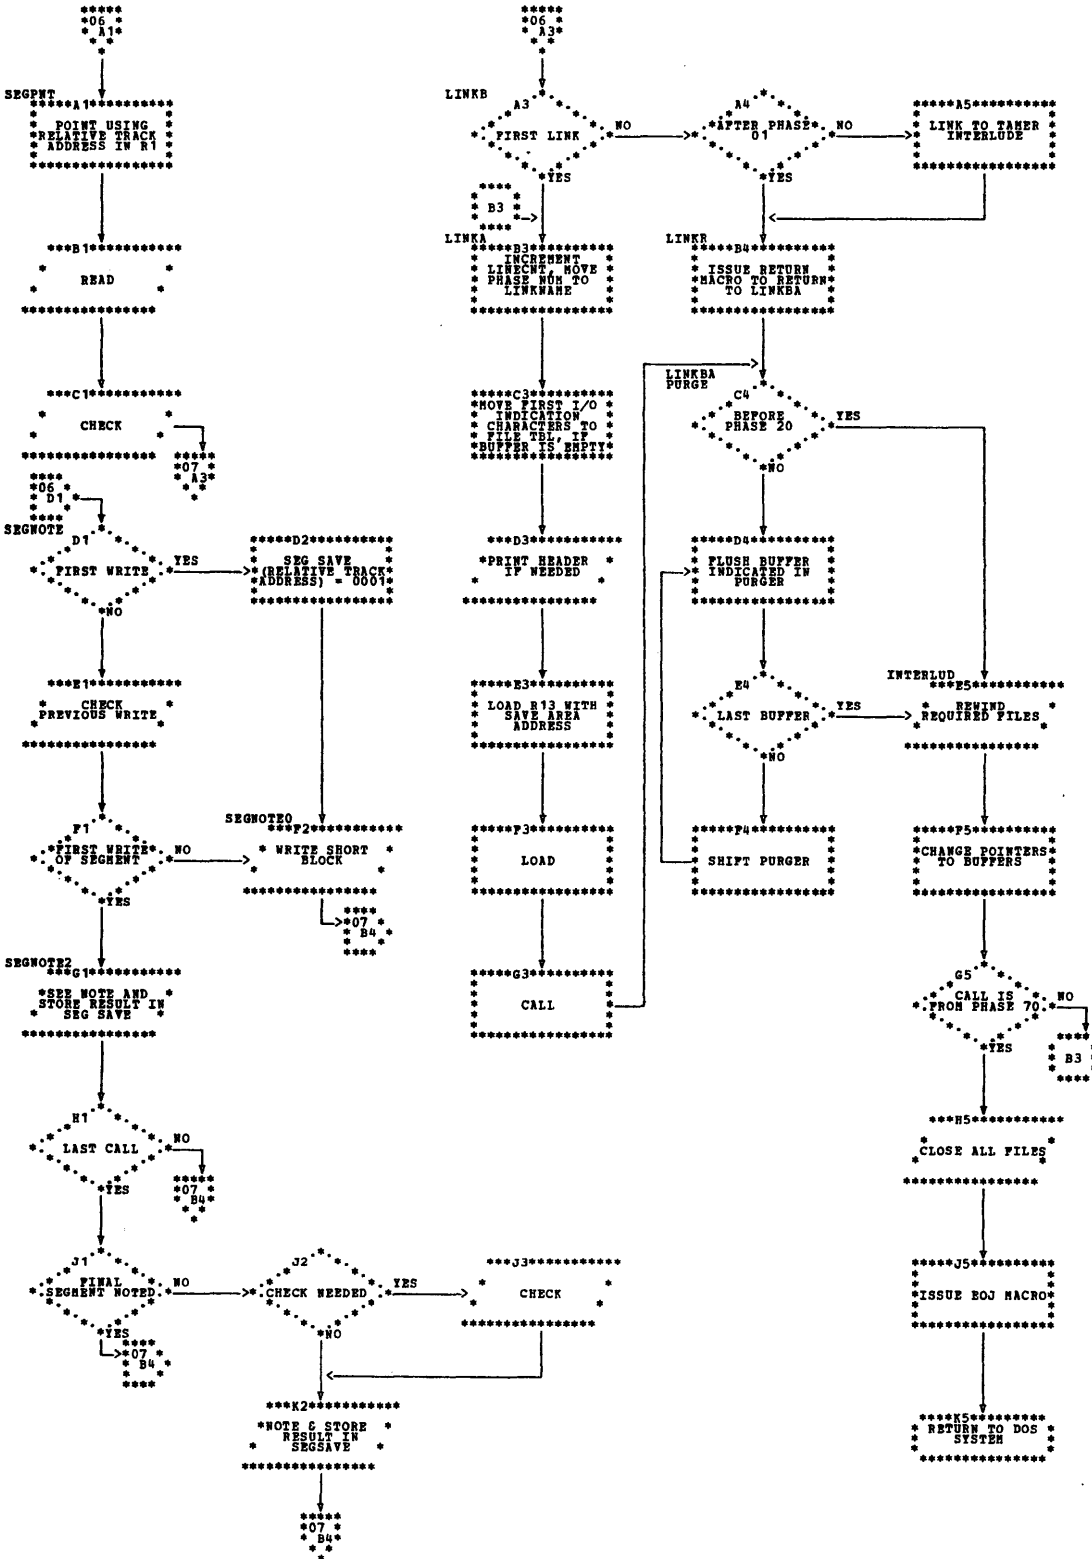 06
A1
SEGPNT
A1
POINT USING
RELATIVE TRACK
ADDRESS IN R1
B1
READ
C1
CHECK
07
A3
06
D1
SEGNOTE
D1
FIRST WRITE
YES
NO
D2
SEG SAVE
(RELATIVE TRACK
ADDRESS) = 0001
E1
CHECK
PREVIOUS WRITE
F1
FIRST WRITE
OF SEGMENT
NO
YES
SEGNOTE0
F2
WRITE SHORT
BLOCK
07
B4
SEGNOTE2
G1
SEE NOTE AND
STORE RESULT IN
SEG SAVE
H1
LAST CALL
NO
YES
07
B4
J1
FINAL
SEGMENT NOTED
NO
YES
07
B4
J2
CHECK NEEDED
YES
NO
J3
CHECK
K2
NOTE & STORE
RESULT IN
SEGSAVE
07
B4
06
A3
LINKB
A3
FIRST LINK
NO
YES
A4
AFTER PHASE
01
NO
YES
A5
LINK TO TAMER
INTERLUDE
B3
LINKA
B3
INCREMENT
LINECNT, MOVE
PHASE NUM TO
LINKNAME
LINKR
B4
ISSUE RETURN
MACRO TO RETURN
TO LINKBA
C3
MOVE FIRST I/O
INDICATION
CHARACTERS TO
FILE TBL, IF
BUFFER IS EMPTY
LINKBA
PURGE
C4
BEFORE
PHASE 20
YES
NO
D3
PRINT HEADER
IF NEEDED
D4
FLUSH BUFFER
INDICATED IN
PURGER
E3
LOAD R13 WITH
SAVE AREA
ADDRESS
E4
LAST BUFFER
YES
NO
INTERLUD
E5
REWIND
REQUIRED FILES
F3
LOAD
F4
SHIFT PURGER
F5
CHANGE POINTERS
TO BUFFERS
G3
CALL
G5
CALL IS
FROM PHASE 70
NO
YES
B3
H5
CLOSE ALL FILES
J5
ISSUE EOJ MACRO
K5
RETURN TO DOS
SYSTEM